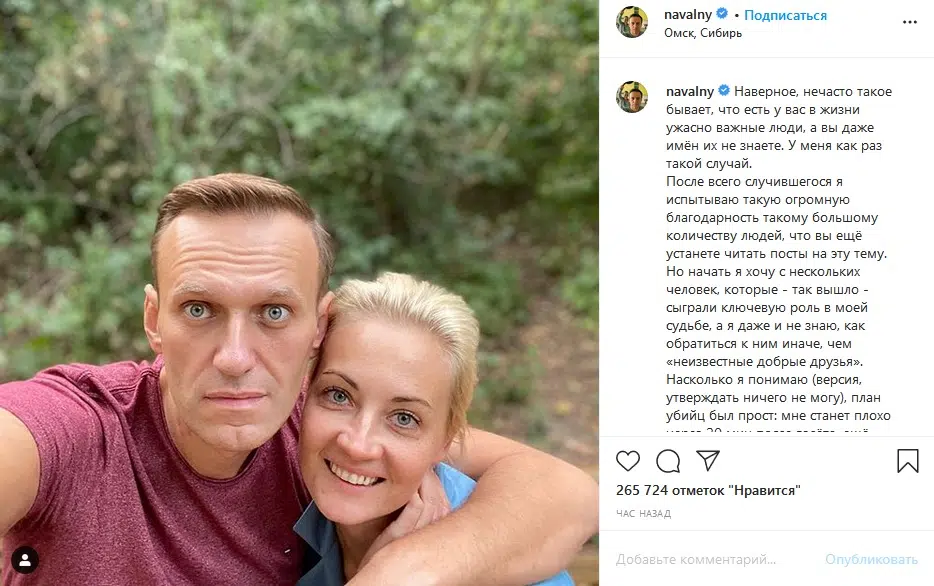 navalny • Подписаться
Омск, Сибирь
navalny Наверное, нечасто такое
бывает, что есть у вас в жизни
ужасно важные люди, а вы даже
имён их не знаете. У меня как раз
такой случай.
После всего случившегося я
испытываю такую огромную
благодарность такому большому
количеству людей, что вы ещё
устанете читать посты на эту тему.
Но начать я хочу с нескольких
человек, которые - так вышло -
сыграли ключевую роль в моей
судьбе, а я даже и не знаю, как
обратиться к ним иначе, чем
«неизвестные добрые друзья».
Насколько я понимаю (версия,
утверждать ничего не могу), план
убийц был прост: мне станет плохо
265 724 отметок "Нравится"
ЧАС НАЗАД
Добавьте комментарий... Опубликовать